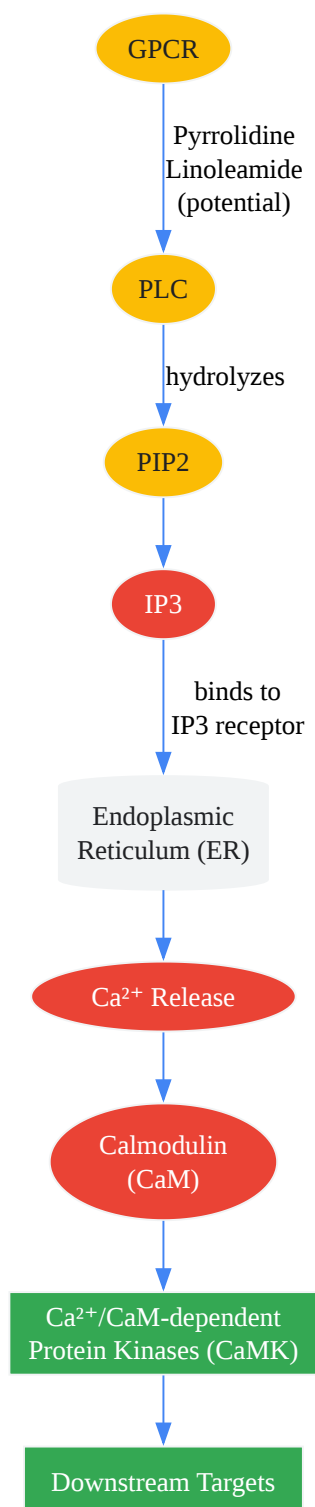 GPCR
Pyrrolidine
Linoleamide
(potential)
PLC
hydrolyzes
PIP2
IP3
binds to
IP3 receptor
Endoplasmic
Reticulum (ER)
Ca²⁺ Release
Calmodulin
(CaM)
Ca²⁺/CaM-dependent
Protein Kinases (CaMK)
Downstream Targets